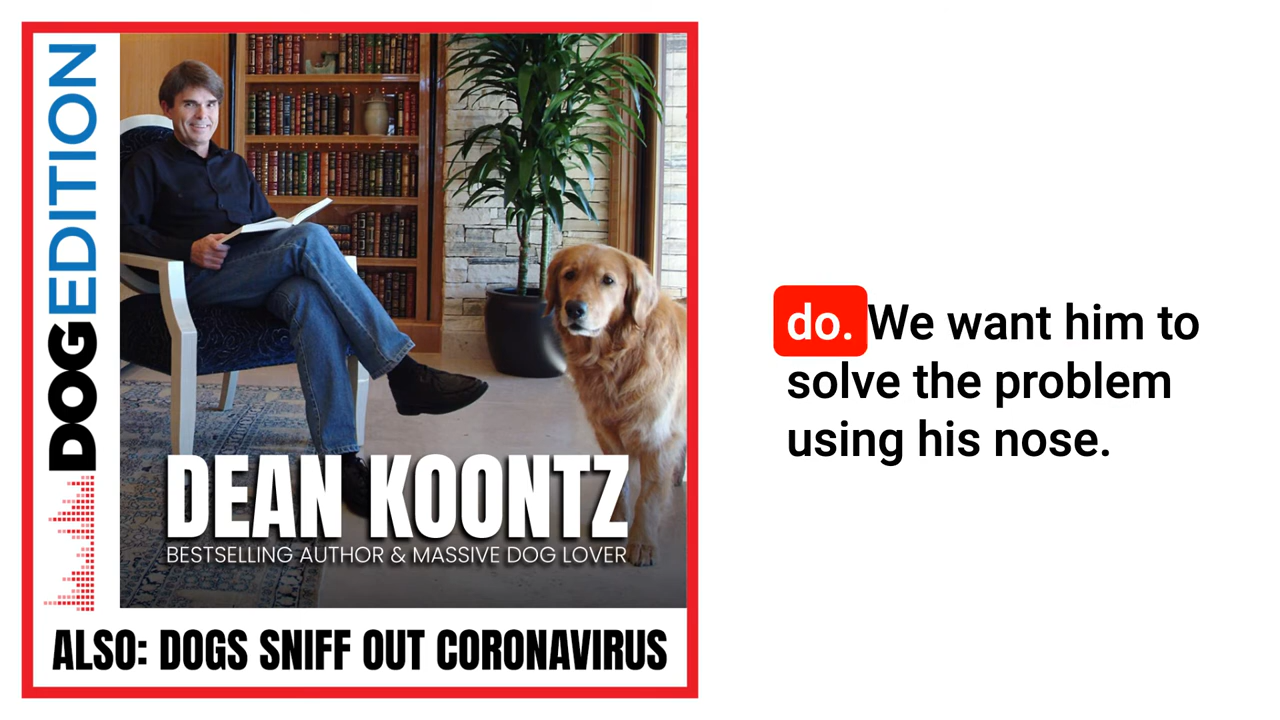 DOGEDITION
DEAN KOONTZ
BESTSELLING AUTHOR & MASSIVE DOG LOVER
ALSO: DOGS SNIFF OUT CORONAVIRUS
do. We want him to
solve the problem
using his nose.